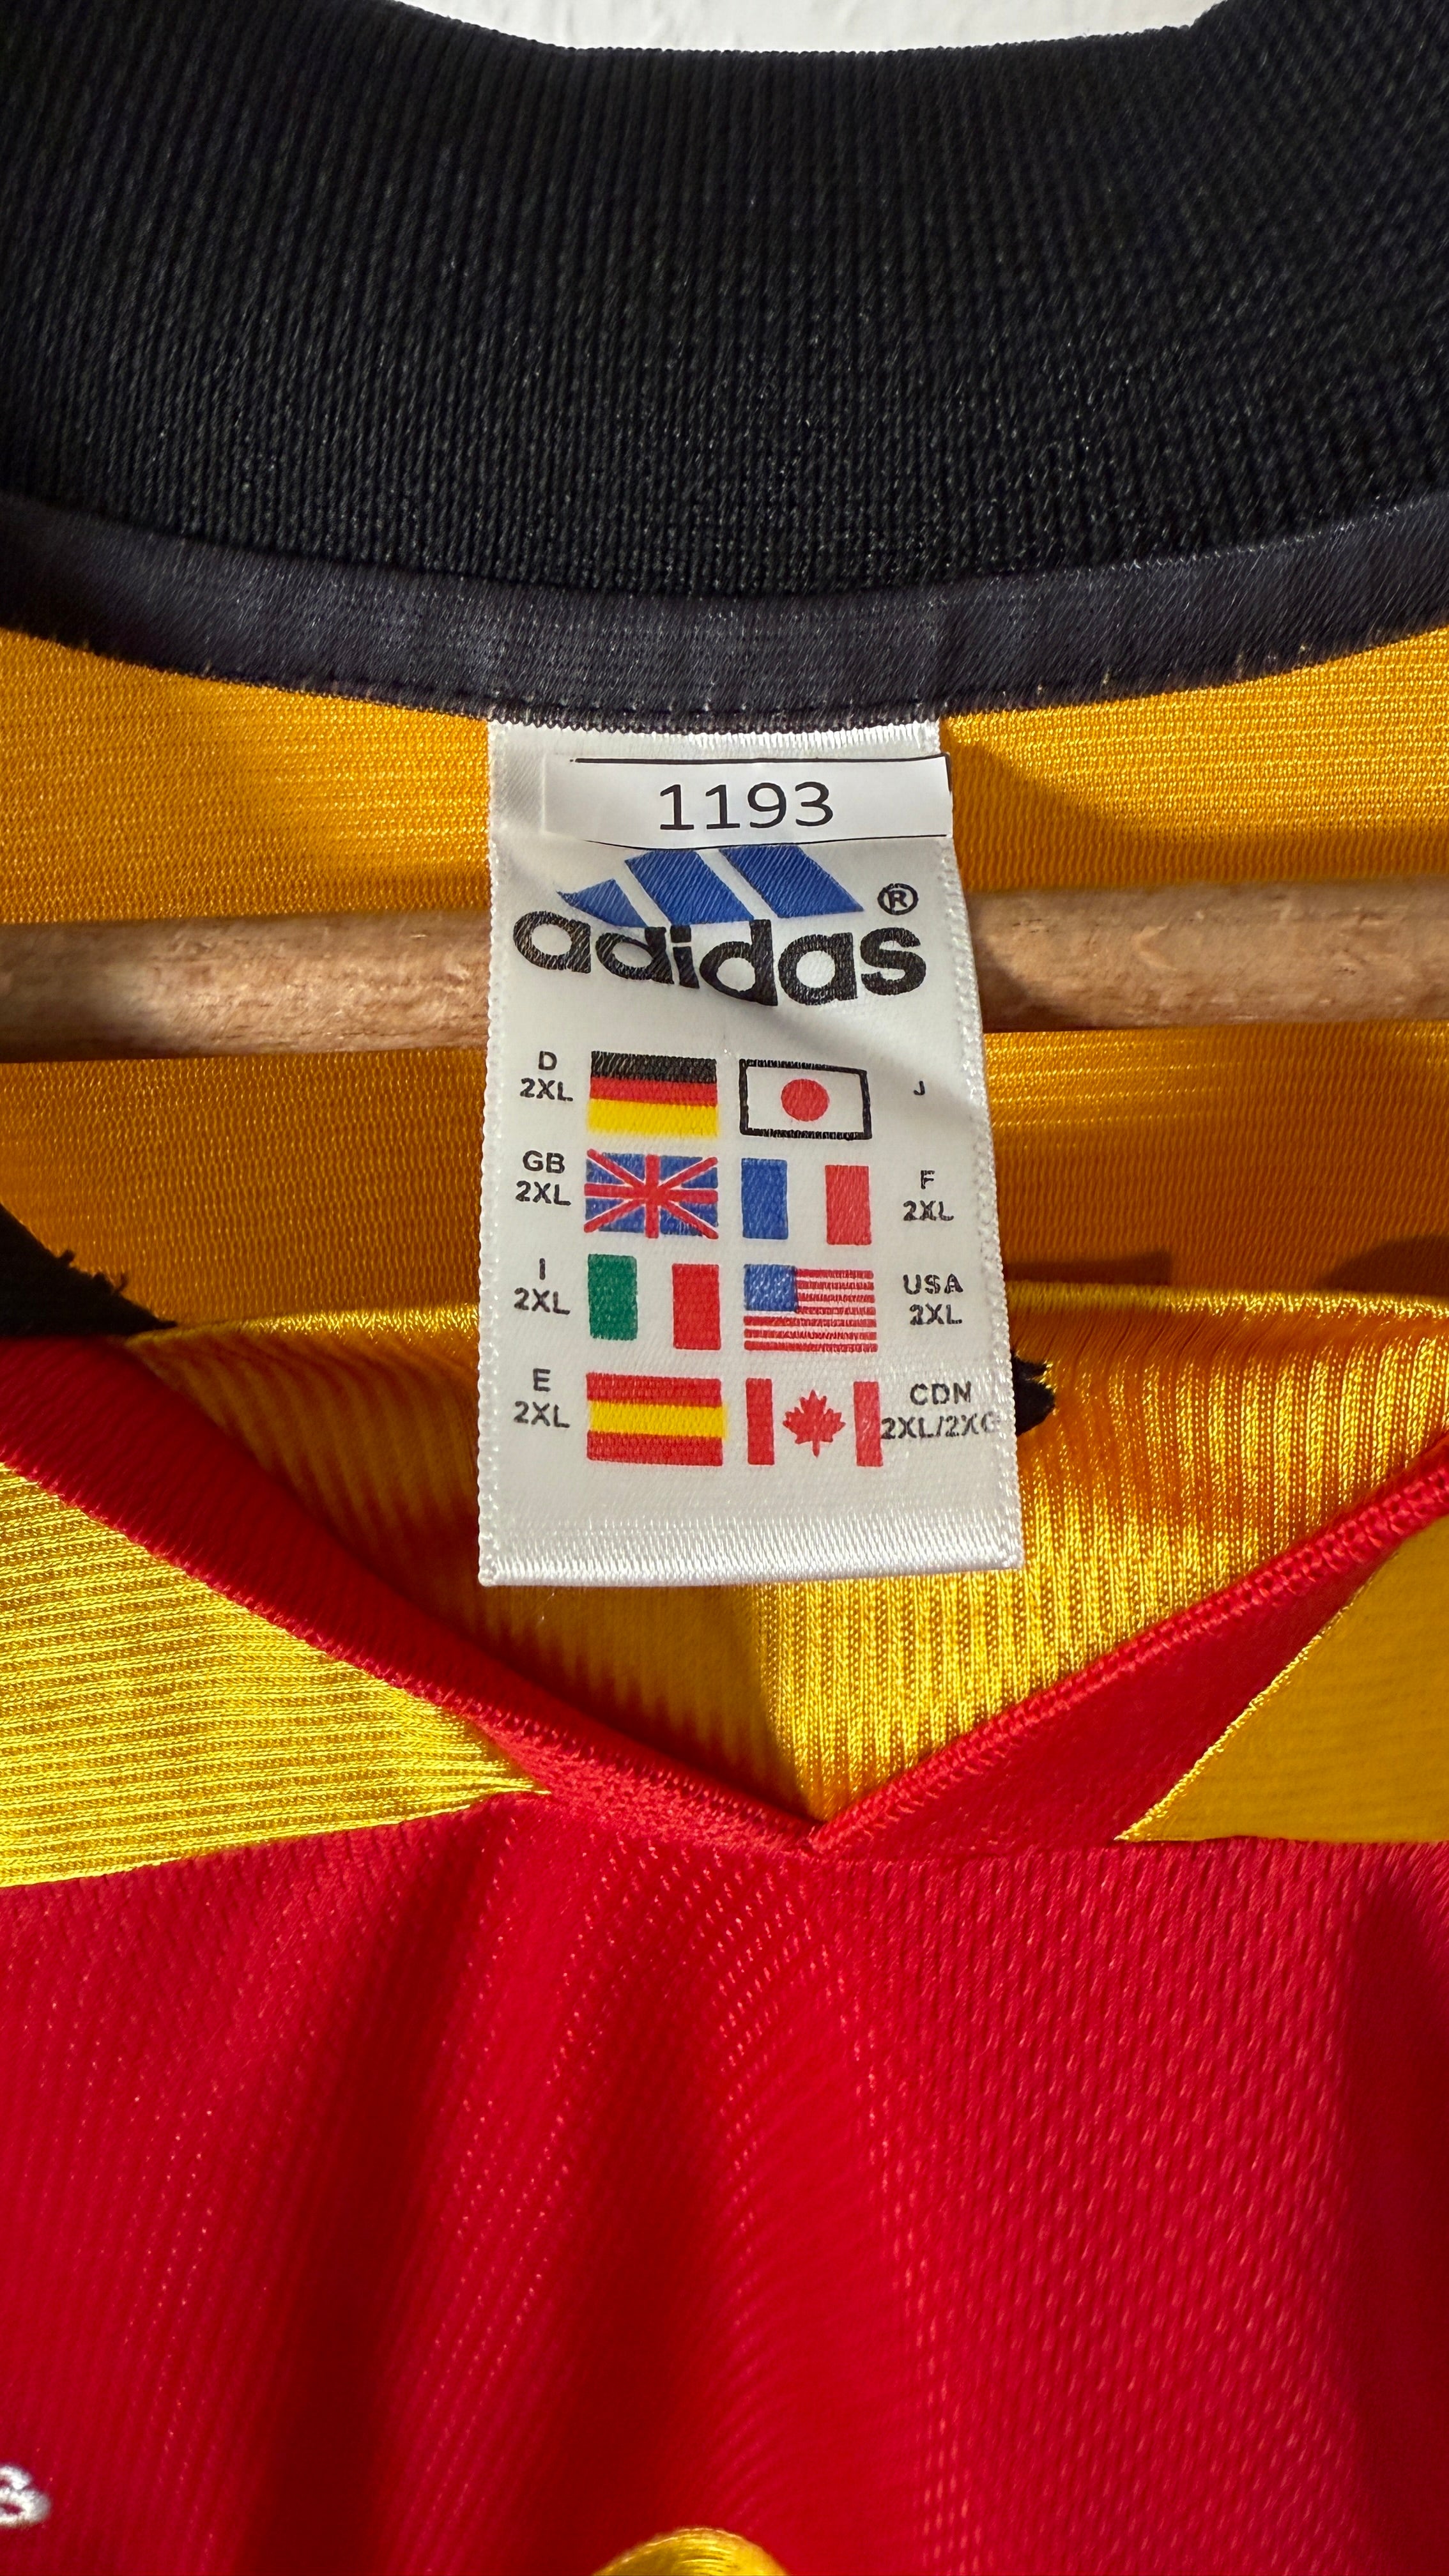 1193
adidas®
D
2XL
J
GB
2XL
F
2XL
I
2XL
USA
2XL
E
2XL
CDN
2XL/2XG